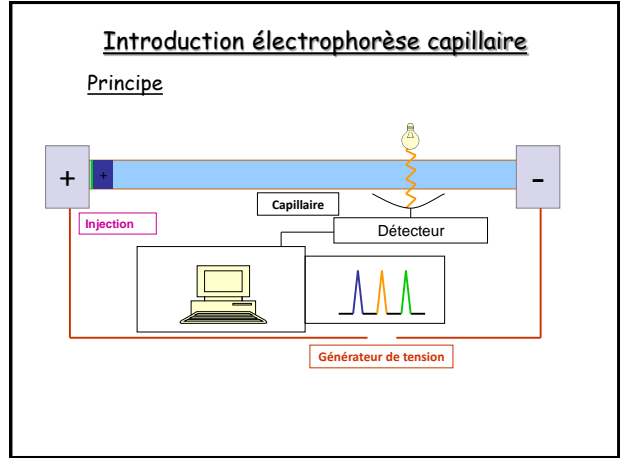 Introduction électrophorèse capillaire
Principe
+
+
-
Capillaire
Injection
Détecteur
Générateur de tension